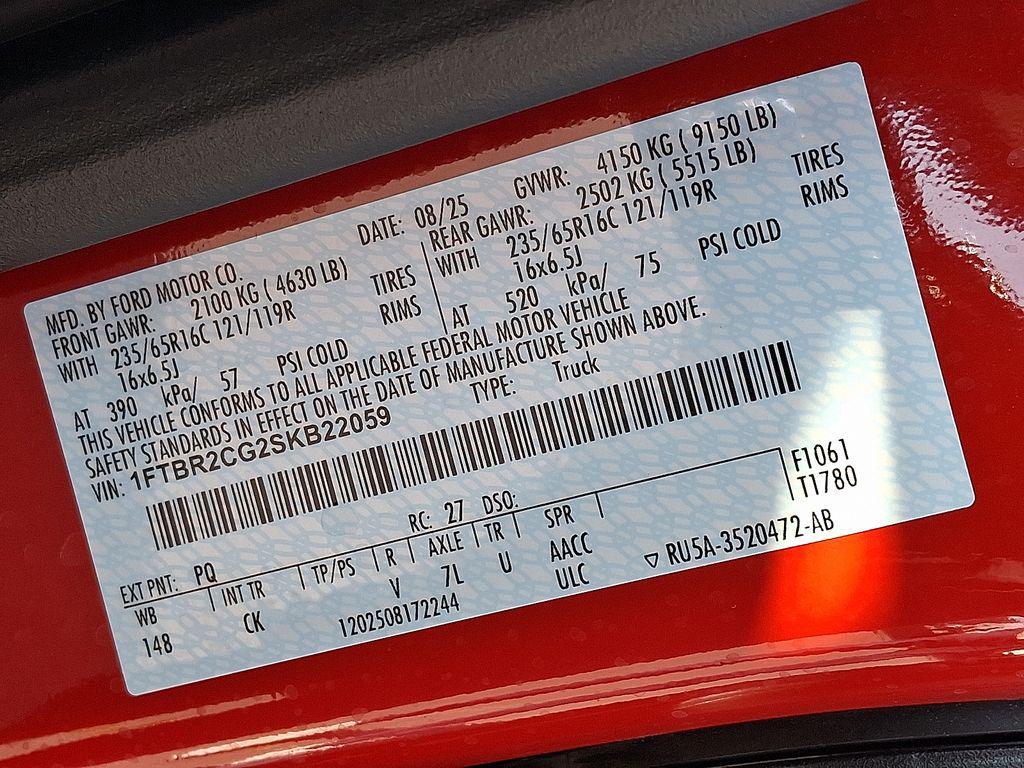 MFD. BY FORD MOTOR CO. DATE: 08/25 GVWR: 4150 KG ( 9150 LB)
FRONT GAWR: 2100 KG ( 4630 LB) REAR GAWR: 2502 KG ( 5515 LB)
WITH 235/65R16C 121/119R TIRES WITH 235/65R16C 121/119R TIRES
16x6.5J RIMS 16x6.5J RIMS
AT 390 kPa/ 57 PSI COLD AT 520 kPa/ 75 PSI COLD
THIS VEHICLE CONFORMS TO ALL APPLICABLE FEDERAL MOTOR VEHICLE
SAFETY STANDARDS IN EFFECT ON THE DATE OF MANUFACTURE SHOWN ABOVE.
VIN: 1FTBR2CG2SKB22059 TYPE: Truck
EXT PNT: PQ RC: 27 DSO: F1061
WB INT TR TP/PS R AXLE TR SPR T1780
148 CK V 7L U AACC
1202508172244 ULC ▽ RU5A-3520472-AB